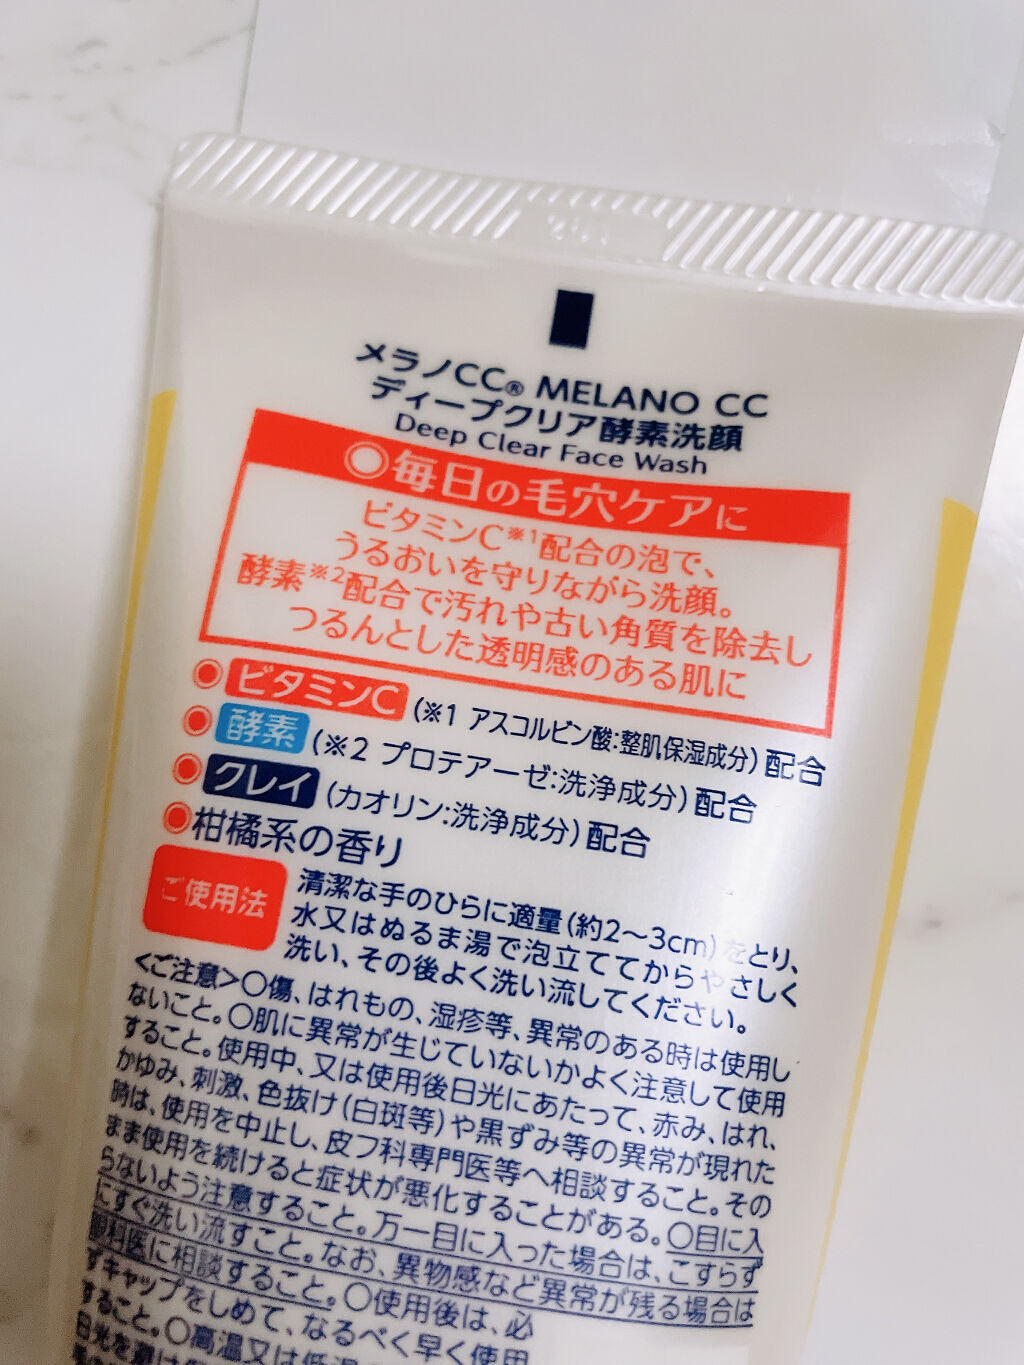 メラノCC® MELANO CC
ディープクリア酵素洗顔
Deep Clear Face Wash
◎毎日の毛穴ケアに
ビタミンC※1配合の泡で、
うるおいを守りながら洗顔。
酵素※2配合で汚れや古い角質を除去し
つるんとした透明感のある肌に
◉ビタミンC(※1 アスコルビン酸:整肌保湿成分)配合
◉酵素(※2 プロテアーゼ:洗浄成分)配合
◉クレイ(カオリン:洗浄成分)配合
◉柑橘系の香り
ご使用法
清潔な手のひらに適量(約2～3cm)をとり、
水又はぬるま湯で泡立ててからやさしく
洗い、その後よく洗い流してください。
<ご注意>〇傷、はれもの、湿疹等、異常のある時は使用し
ないこと。〇肌に異常が生じていないかよく注意して使用
すること。使用中、又は使用後日光にあたって、赤み、はれ、
かゆみ、刺激、色抜け(白斑等)や黒ずみ等の異常が現れた
時は、使用を中止し、皮フ科専門医等へ相談すること。その
まま使用を続けると症状が悪化することがある。〇目に入
らないよう注意すること。万一目に入った場合は、こすらず
にすぐ洗い流すこと。なお、異物感など異常が残る場合は
眼科医に相談すること。〇使用後は、必
ずキャップをしめて、なるべく早く使用
すること。〇高温又は低温
日光を避け